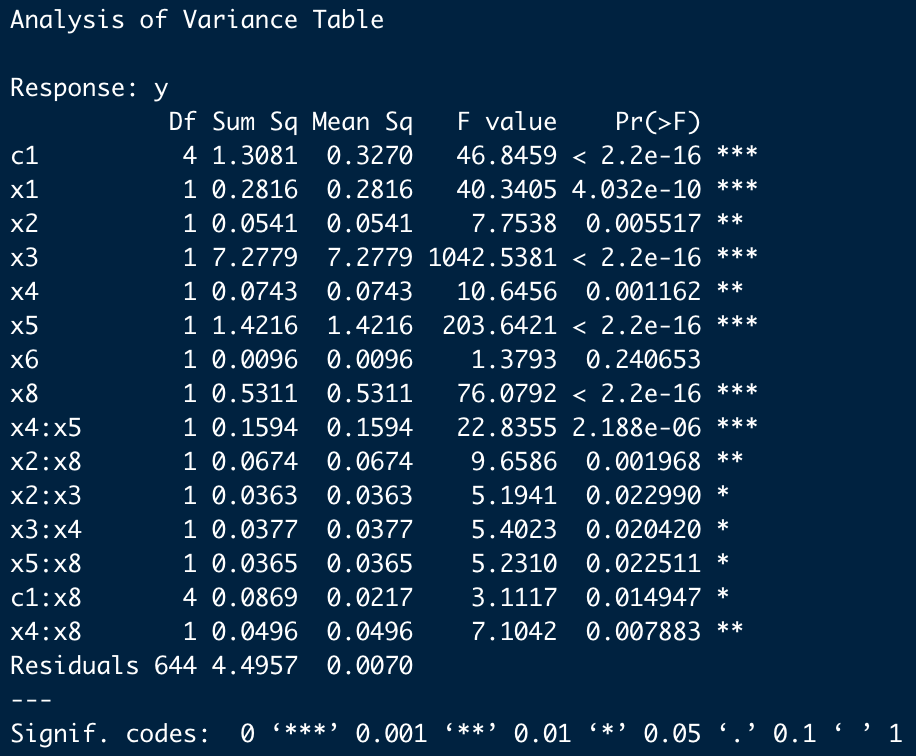 Analysis of Variance Table
Response: y
Df Sum Sq Mean Sq F value Pr(>F)
c1 4 1.3081 0.3270 46.8459 < 2.2e-16 ***
x1 1 0.2816 0.2816 40.3405 4.032e-10 ***
x2 1 0.0541 0.0541 7.7538 0.005517 **
x3 1 7.2779 7.2779 1042.5381 < 2.2e-16 ***
x4 1 0.0743 0.0743 10.6456 0.001162 **
x5 1 1.4216 1.4216 203.6421 < 2.2e-16 ***
x6 1 0.0096 0.0096 1.3793 0.240653
x8 1 0.5311 0.5311 76.0792 < 2.2e-16 ***
x4:x5 1 0.1594 0.1594 22.8355 2.188e-06 ***
x2:x8 1 0.0674 0.0674 9.6586 0.001968 **
x2:x3 1 0.0363 0.0363 5.1941 0.022990 *
x3:x4 1 0.0377 0.0377 5.4023 0.020420 *
x5:x8 1 0.0365 0.0365 5.2310 0.022511 *
c1:x8 4 0.0869 0.0217 3.1117 0.014947 *
x4:x8 1 0.0496 0.0496 7.1042 0.007883 **
Residuals 644 4.4957 0.0070
---
Signif. codes: 0 ‘***’ 0.001 ‘**’ 0.01 ‘*’ 0.05 ‘.’ 0.1 ‘ ’ 1